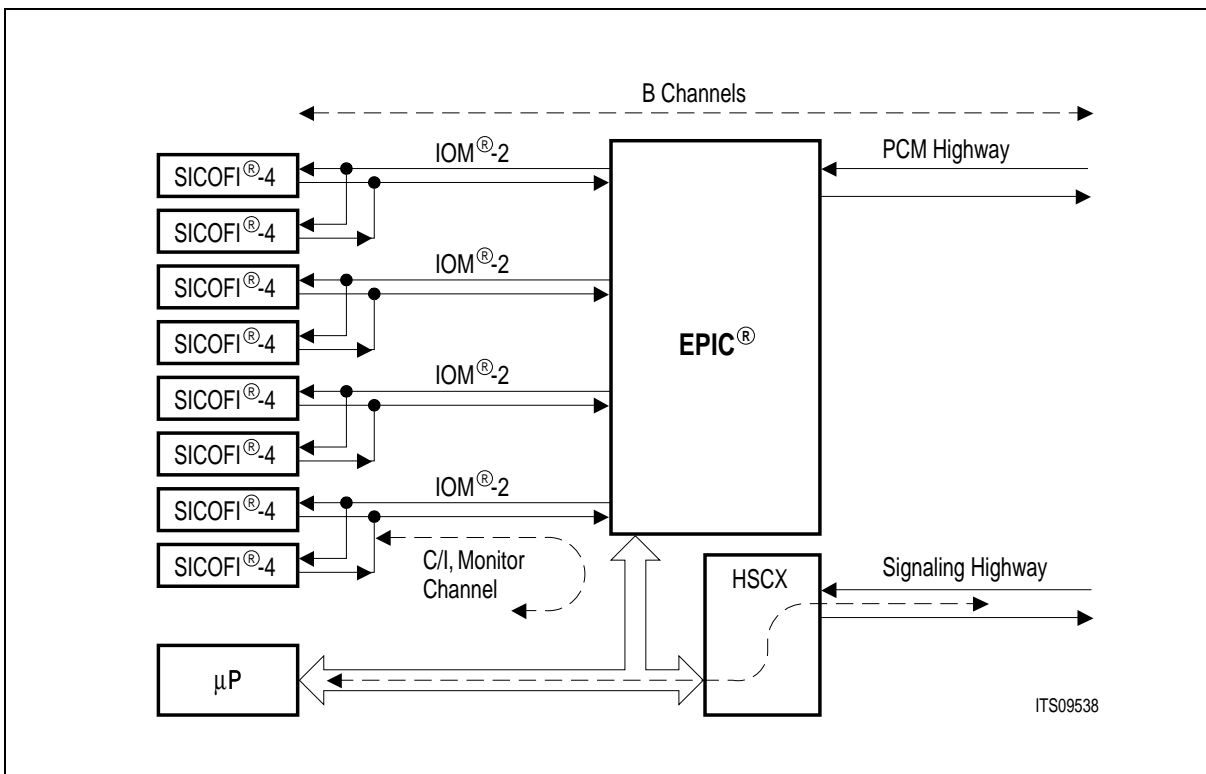 B Channels
IOM®-2
PCM Highway
SICOFI®-4
SICOFI®-4
IOM®-2
SICOFI®-4
SICOFI®-4
EPIC®
IOM®-2
SICOFI®-4
SICOFI®-4
IOM®-2
SICOFI®-4
SICOFI®-4
C/I, Monitor
Channel
HSCX
Signaling Highway
µP
ITS09538